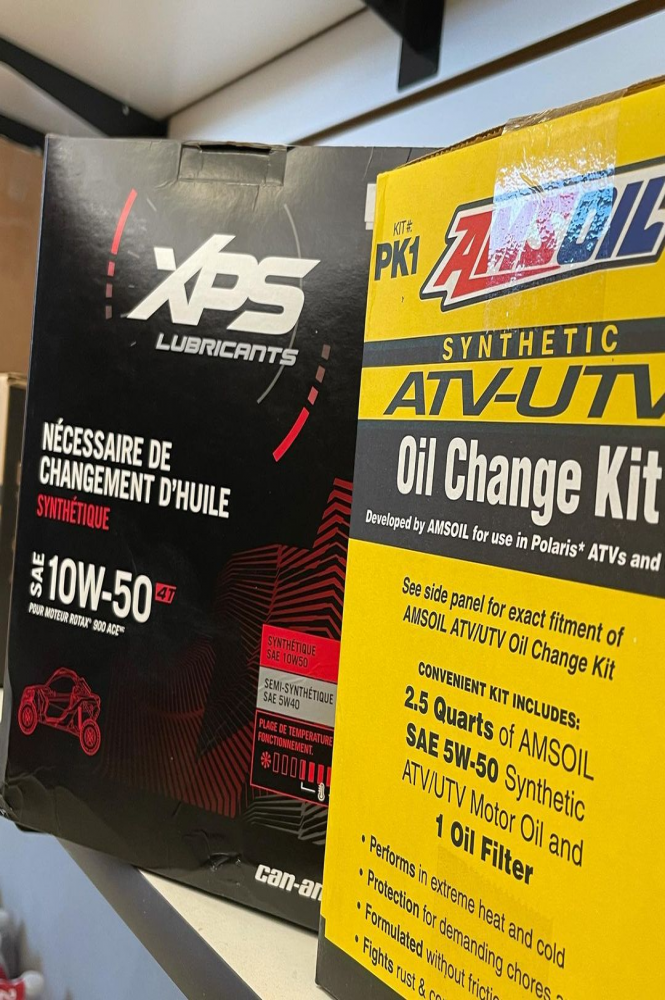 XPS
LUBRICANTS
NÉCESSAIRE DE
CHANGEMENT D'HUILE
SYNTHÉTIQUE
SAE 10W-50 4T
POUR MOTEUR ROTAX® 900 ACE™
SYNTHÉTIQUE
SAE 10W50
SEMI-SYNTHÉTIQUE
SAE 5W40
PLAGE DE TEMPÉRATURE
FONCTIONNEMENT.
can-am
KIT#:
PK1
AMSOIL
SYNTHETIC
ATV-UTV
Oil Change Kit
Developed by AMSOIL for use in Polaris* ATVs and
See side panel for exact fitment of
AMSOIL ATV/UTV Oil Change Kit
CONVENIENT KIT INCLUDES:
2.5 Quarts of AMSOIL
SAE 5W-50 Synthetic
ATV/UTV Motor Oil and
1 Oil Filter
• Performs in extreme heat and cold
• Protection for demanding chores
• Formulated without
• Fights rust &